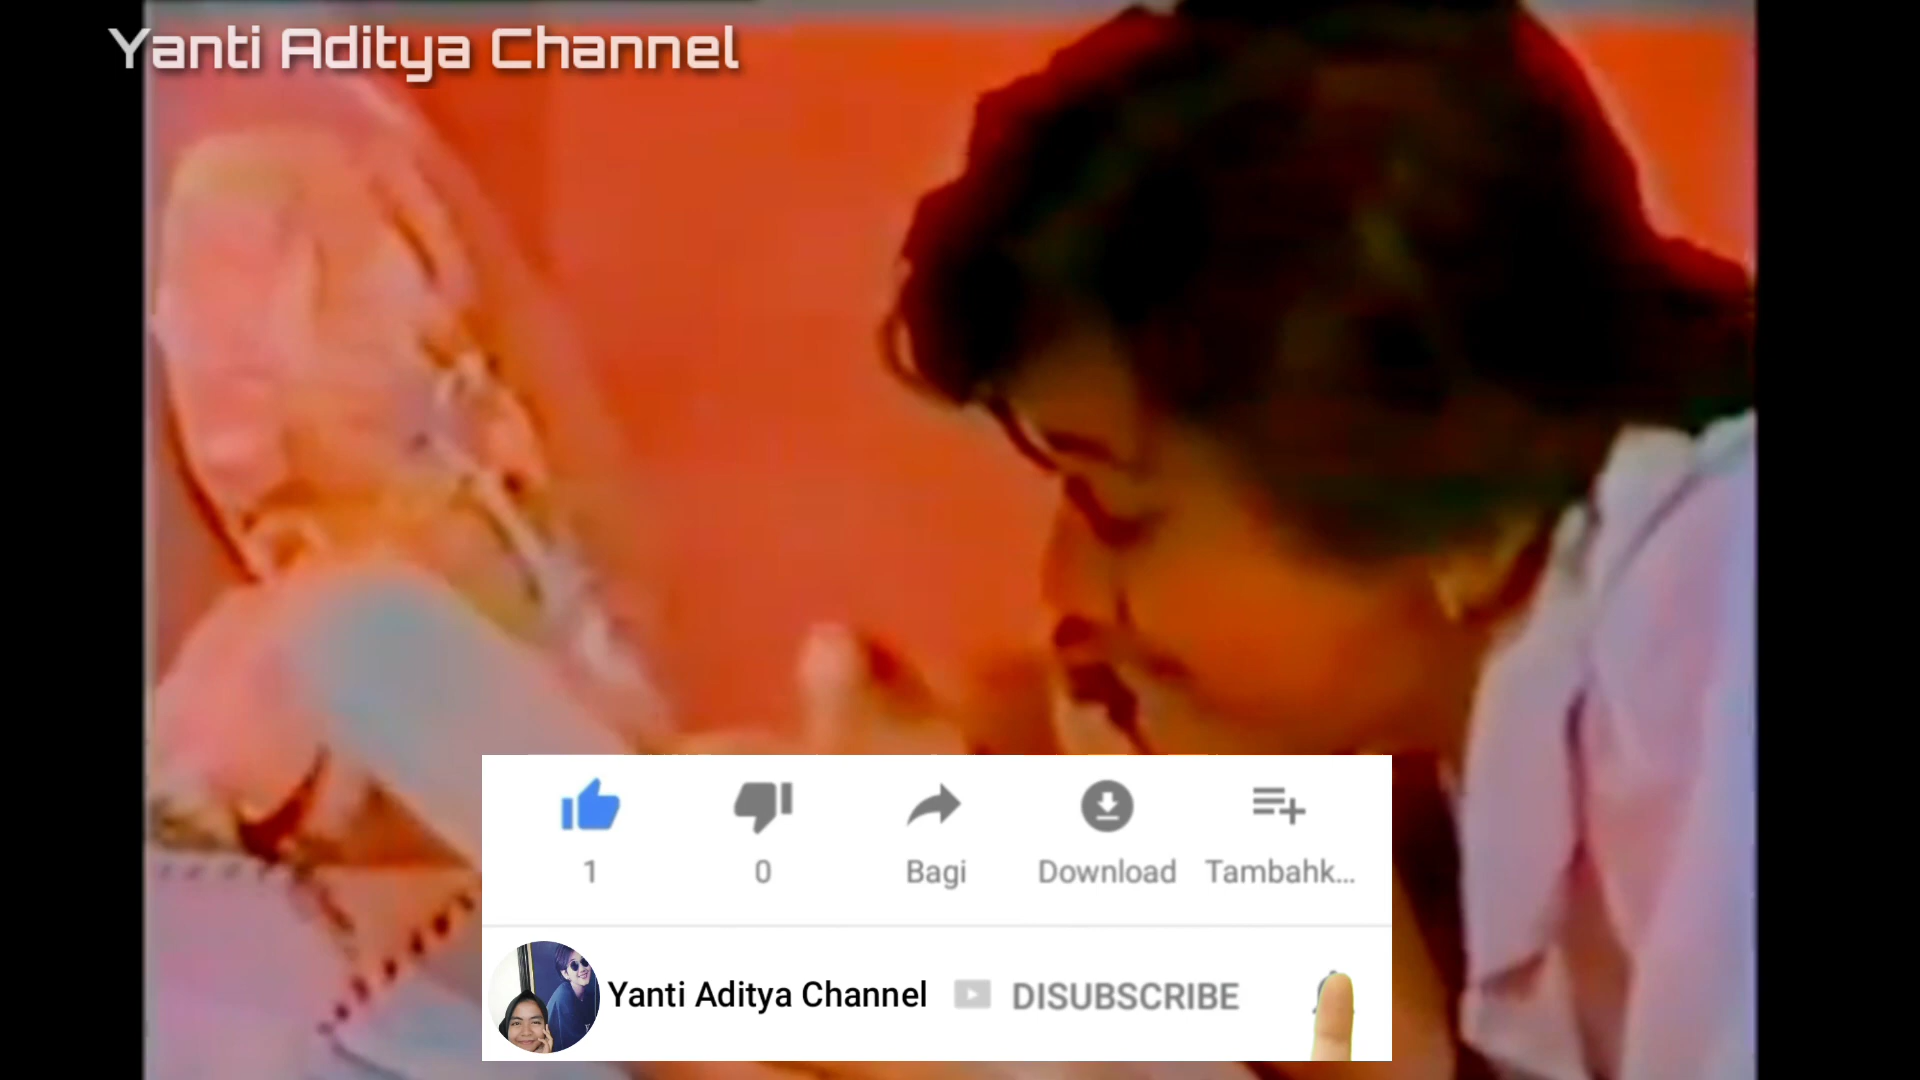 Yanti Aditya Channel
1 0 Bagi Download Tambahk...
Yanti Aditya Channel DISUBSCRIBE